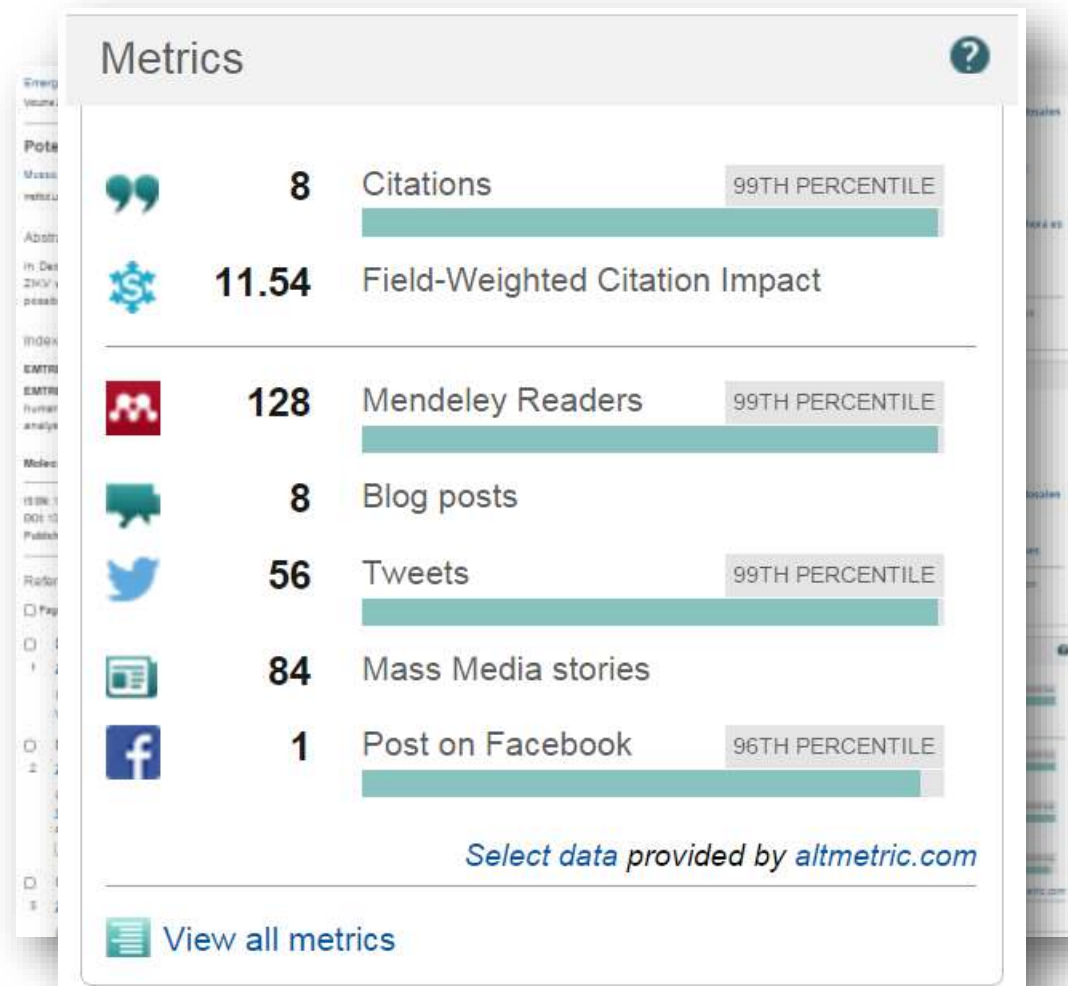 Metrics
?
8 Citations 99TH PERCENTILE
11.54 Field-Weighted Citation Impact
128 Mendeley Readers 99TH PERCENTILE
8 Blog posts
56 Tweets 99TH PERCENTILE
84 Mass Media stories
1 Post on Facebook 96TH PERCENTILE
Select data provided by altmetric.com
View all metrics